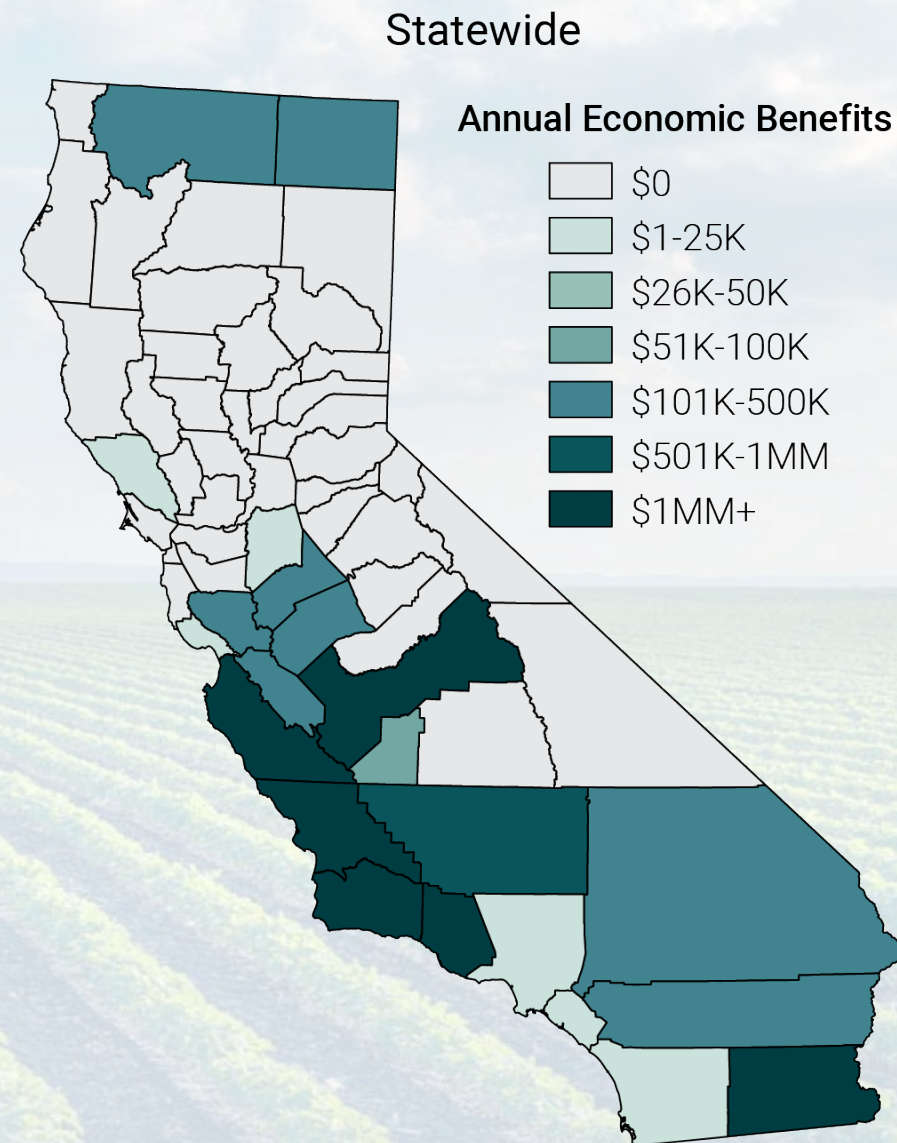 Statewide
Annual Economic Benefits
$0
$1-25K
$26K-50K
$51K-100K
$101K-500K
$501K-1MM
$1MM+